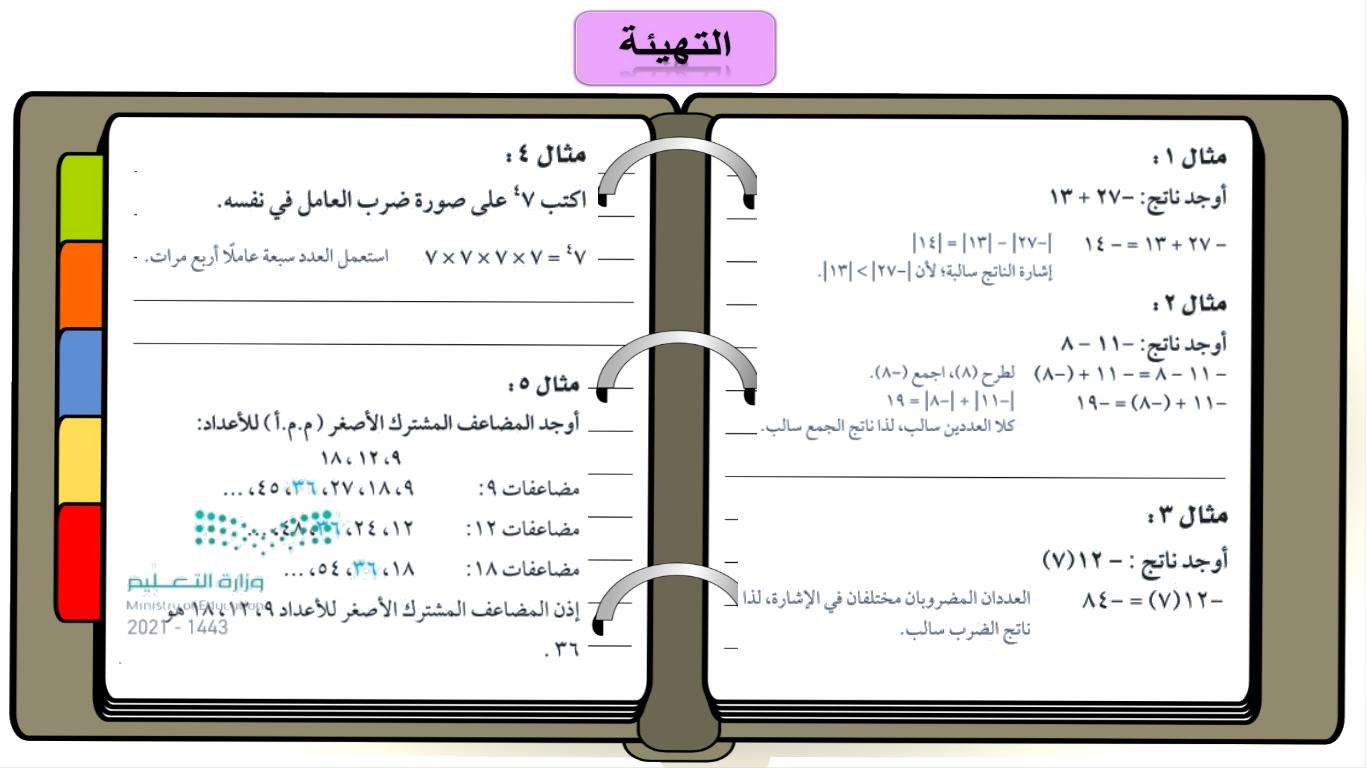 التهيئة
مثال ١ :
أوجد ناتج: –٢٧ + ١٣
– ٢٧ + ١٣ = – ١٤ |–٢٧| – |١٣| = |١٤|
إشارة الناتج سالبة؛ لأن |–٢٧| > |١٣|.
مثال ٢ :
أوجد ناتج: –١١ – ٨
– ١١ – ٨ = – ١١ + (–٨) لطرح (٨)، اجمع (–٨).
–١١ + (–٨) = –١٩ |–١١| + |–٨| = ١٩
كلا العددين سالب، لذا ناتج الجمع سالب.
مثال ٣ :
أوجد ناتج : – ١٢(٧)
–١٢(٧) = –٨٤ العددان المضروبان مختلفان في الإشارة، لذا
ناتج الضرب سالب.
مثال ٤ :
اكتب ٧⁴ على صورة ضرب العامل في نفسه.
٧⁴ = ٧ × ٧ × ٧ × ٧ استعمل العدد سبعة عاملًا أربع مرات.
مثال ٥ :
أوجد المضاعف المشترك الأصغر ( م.م.أ ) للأعداد:
٩، ١٢، ١٨
مضاعفات ٩: ٩، ١٨، ٢٧، ٣٦، ٤٥، ...
مضاعفات ١٢: ١٢، ٢٤، ٣٦، ٤٨، ...
مضاعفات ١٨: ١٨، ٣٦، ٥٤، ...
إذن المضاعف المشترك الأصغر للأعداد ٩، ١٢، ١٨ هو
٣٦ .
وزارة التعليم
Ministry of Education
2021 - 1443